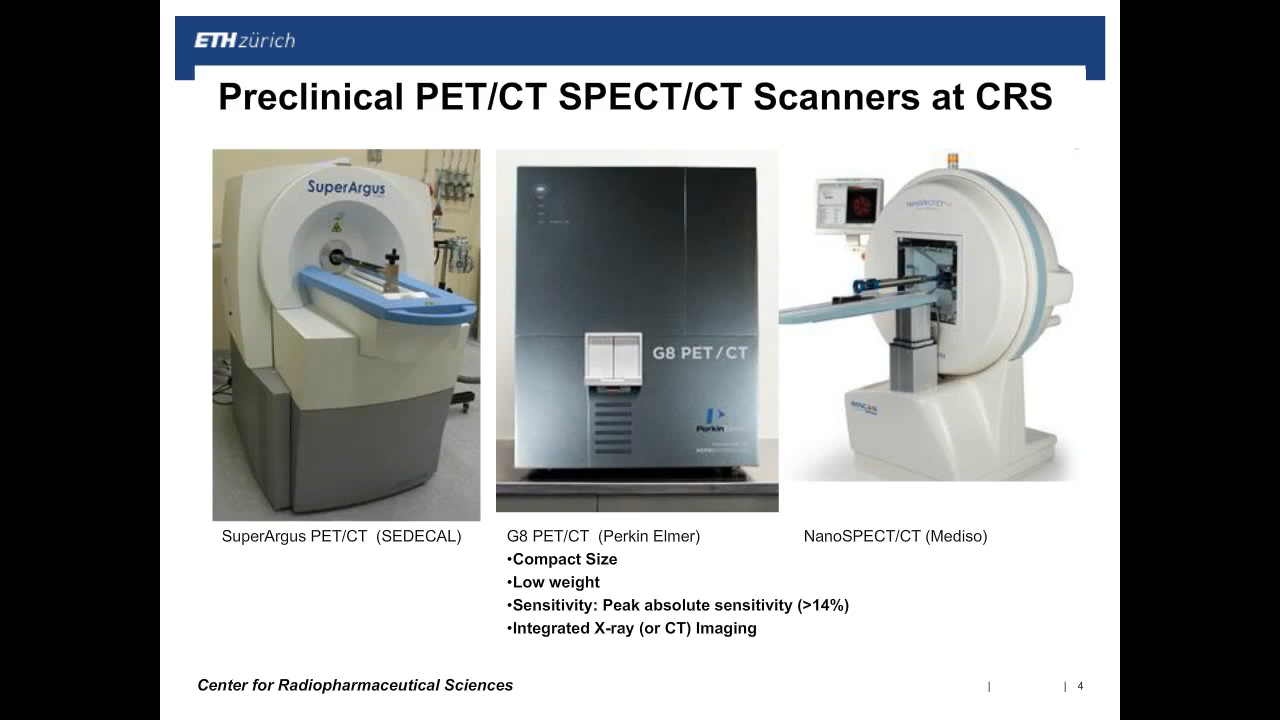 ETH zürich
Preclinical PET/CT SPECT/CT Scanners at CRS
SuperArgus
G8 PET/CT
SuperArgus PET/CT (SEDECAL)
G8 PET/CT (Perkin Elmer)
•Compact Size
•Low weight
•Sensitivity: Peak absolute sensitivity (>14%)
•Integrated X-ray (or CT) Imaging
NanoSPECT/CT (Mediso)
Center for Radiopharmaceutical Sciences
| | 4